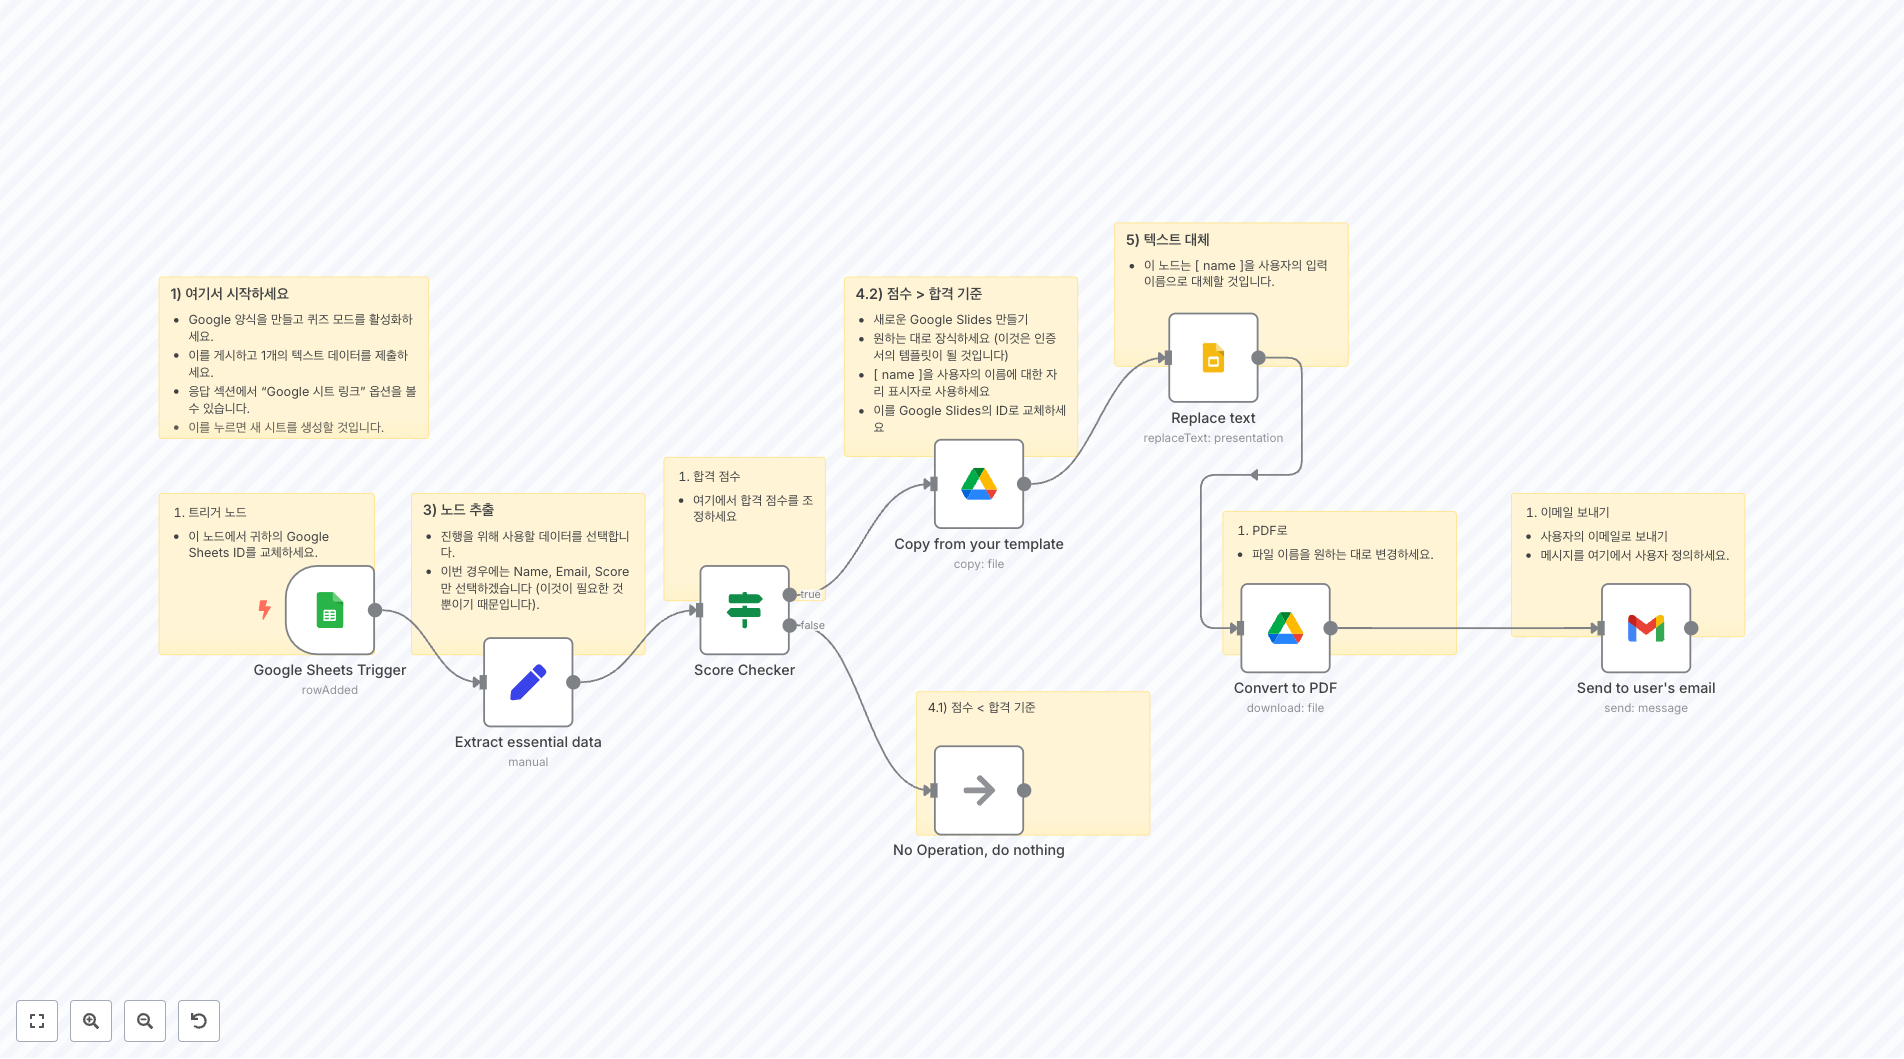 1) 여기서 시작하세요
• Google 양식을 만들고 퀴즈 모드를 활성화하
세요.
• 이를 게시하고 1개의 텍스트 데이터를 제출하
세요.
• 응답 섹션에서 “Google 시트 링크” 옵션을 볼
수 있습니다.
• 이를 누르면 새 시트를 생성할 것입니다.
1. 트리거 노드
• 이 노드에서 귀하의 Google
Sheets ID를 교체하세요.
Google Sheets Trigger
rowAdded
3) 노드 추출
• 진행을 위해 사용할 데이터를 선택합니
다.
• 이번 경우에는 Name, Email, Score
만 선택하겠습니다 (이것이 필요한 것
뿐이기 때문입니다).
Extract essential data
manual
1. 합격 점수
• 여기에서 합격 점수를 조
정하세요
true
false
Score Checker
4.2) 점수 > 합격 기준
• 새로운 Google Slides 만들기
• 원하는 대로 장식하세요 (이것은 인증
서의 템플릿이 될 것입니다)
• [ name ]을 사용자의 이름에 대한 자
리 표시자로 사용하세요
• 이를 Google Slides의 ID로 교체하세
요
Copy from your template
copy: file
4.1) 점수 < 합격 기준
No Operation, do nothing
5) 텍스트 대체
• 이 노드는 [ name ]을 사용자의 입력
이름으로 대체할 것입니다.
Replace text
replaceText: presentation
1. PDF로
• 파일 이름을 원하는 대로 변경하세요.
Convert to PDF
download: file
1. 이메일 보내기
• 사용자의 이메일로 보내기
• 메시지를 여기에서 사용자 정의하세요.
Send to user's email
send: message